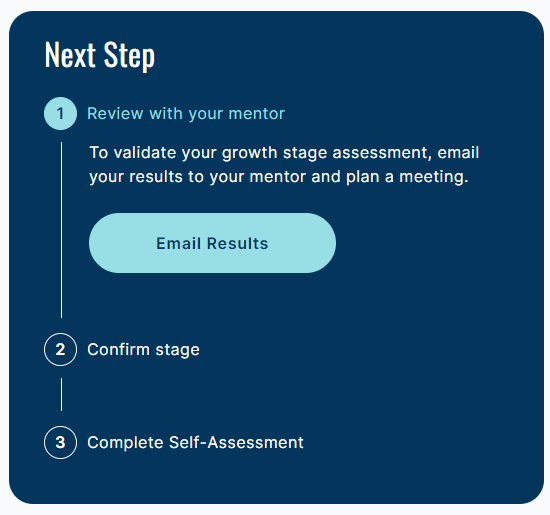 Next Step
1 Review with your mentor
To validate your growth stage assessment, email
your results to your mentor and plan a meeting.
Email Results
2 Confirm stage
3 Complete Self-Assessment